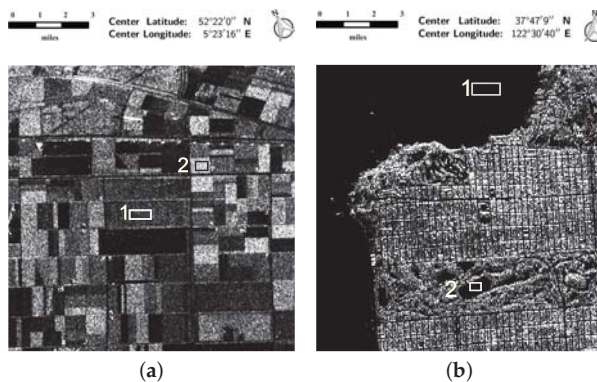 0 1 2 3
miles
Center Latitude: 52°22′0″ N
Center Longitude: 5°23′16″ E
0 1 2 3
miles
Center Latitude: 37°47′9″ N
Center Longitude: 122°30′40″ E
2
1
1
2
(a)
(b)